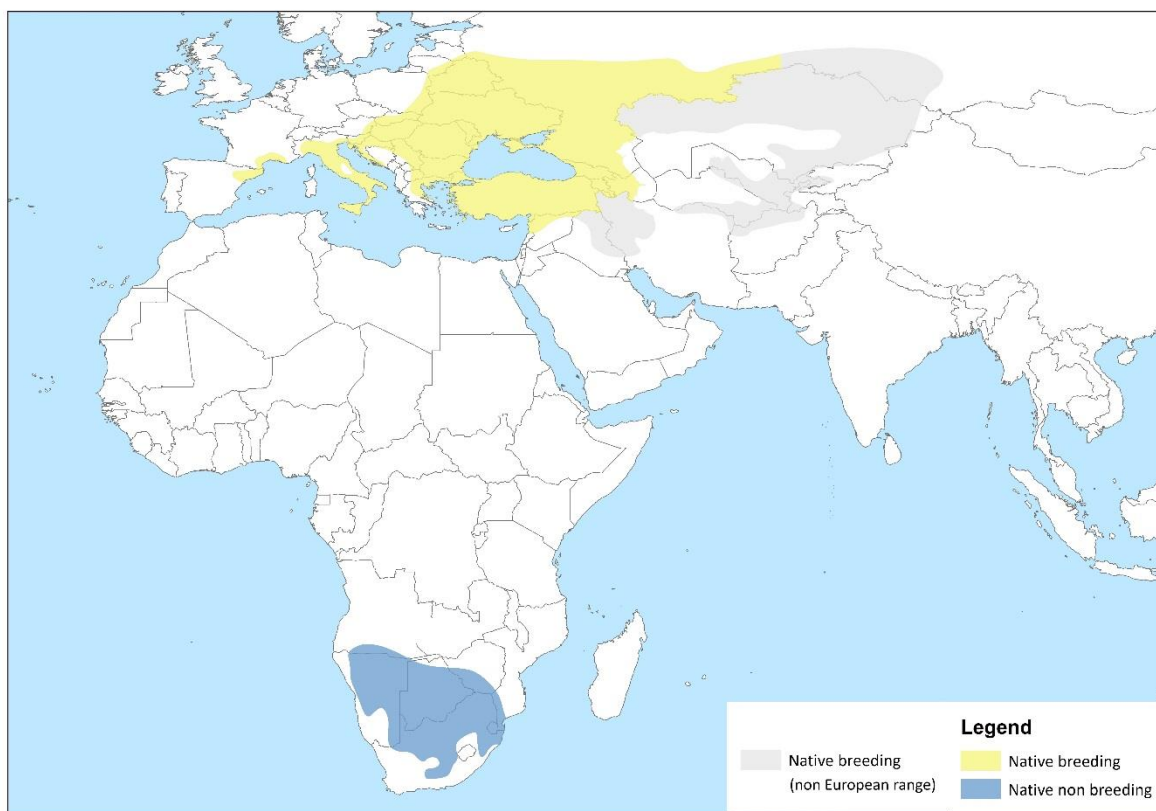 Legend
Native breeding
(non European range)
Native breeding
Native non breeding